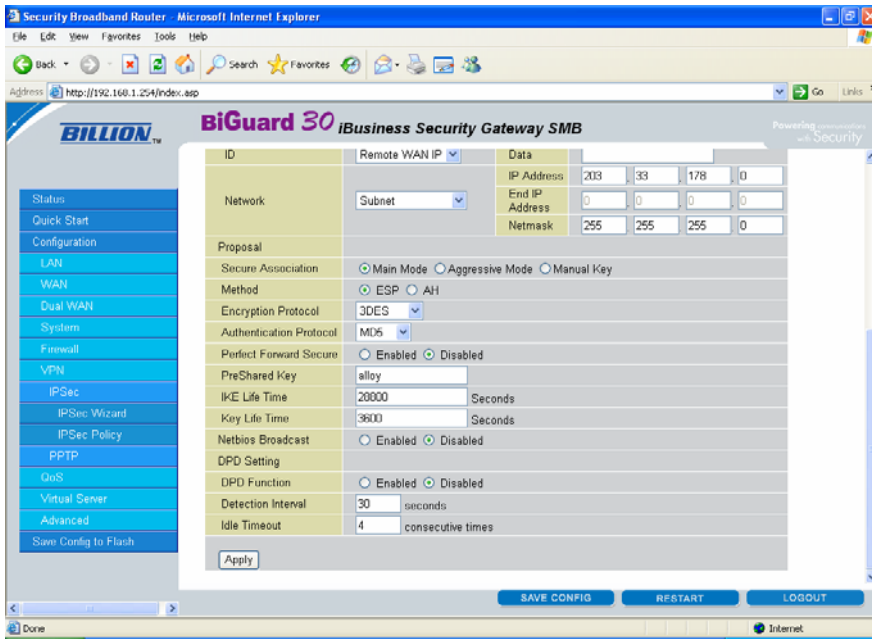 Security Broadband Router - Microsoft Internet Explorer
File Edit View Favorites Tools Help
Back Search Favorites
Address http://192.168.1.254/index.asp Go Links
BILLION TM
BiGuard 30 iBusiness Security Gateway SMB
Powering communications with Security
Status
Quick Start
Configuration
LAN
WAN
Dual WAN
System
Firewall
VPN
IPSec
IPSec Wizard
IPSec Policy
PPTP
QoS
Virtual Server
Advanced
Save Config to Flash
ID Remote WAN IP Data
Network Subnet
IP Address 203 . 33 . 178 . 0
End IP Address 0 . 0 . 0 . 0
Netmask 255 . 255 . 255 . 0
Proposal
Secure Association Main Mode Aggressive Mode Manual Key
Method ESP AH
Encryption Protocol 3DES
Authentication Protocol MD5
Perfect Forward Secure Enabled Disabled
PreShared Key alloy
IKE Life Time 28000 Seconds
Key Life Time 3600 Seconds
Netbios Broadcast Enabled Disabled
DPD Setting
DPD Function Enabled Disabled
Detection Interval 30 seconds
Idle Timeout 4 consecutive times
Apply
SAVE CONFIG RESTART LOGOUT
Done Internet